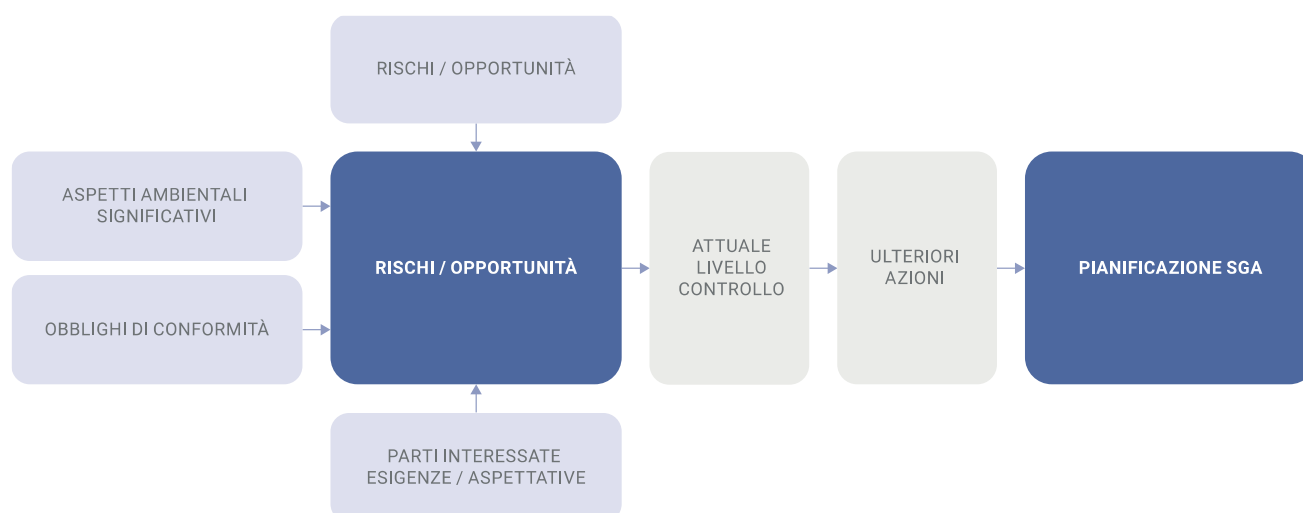 RISCHI / OPPORTUNITÀ
ASPETTI AMBIENTALI
SIGNIFICATIVI
OBBLIGHI DI CONFORMITÀ
RISCHI / OPPORTUNITÀ
PARTI INTERESSATE
ESIGENZE / ASPETTATIVE
ATTUALE
LIVELLO
CONTROLLO
ULTERIORI
AZIONI
PIANIFICAZIONE SGA